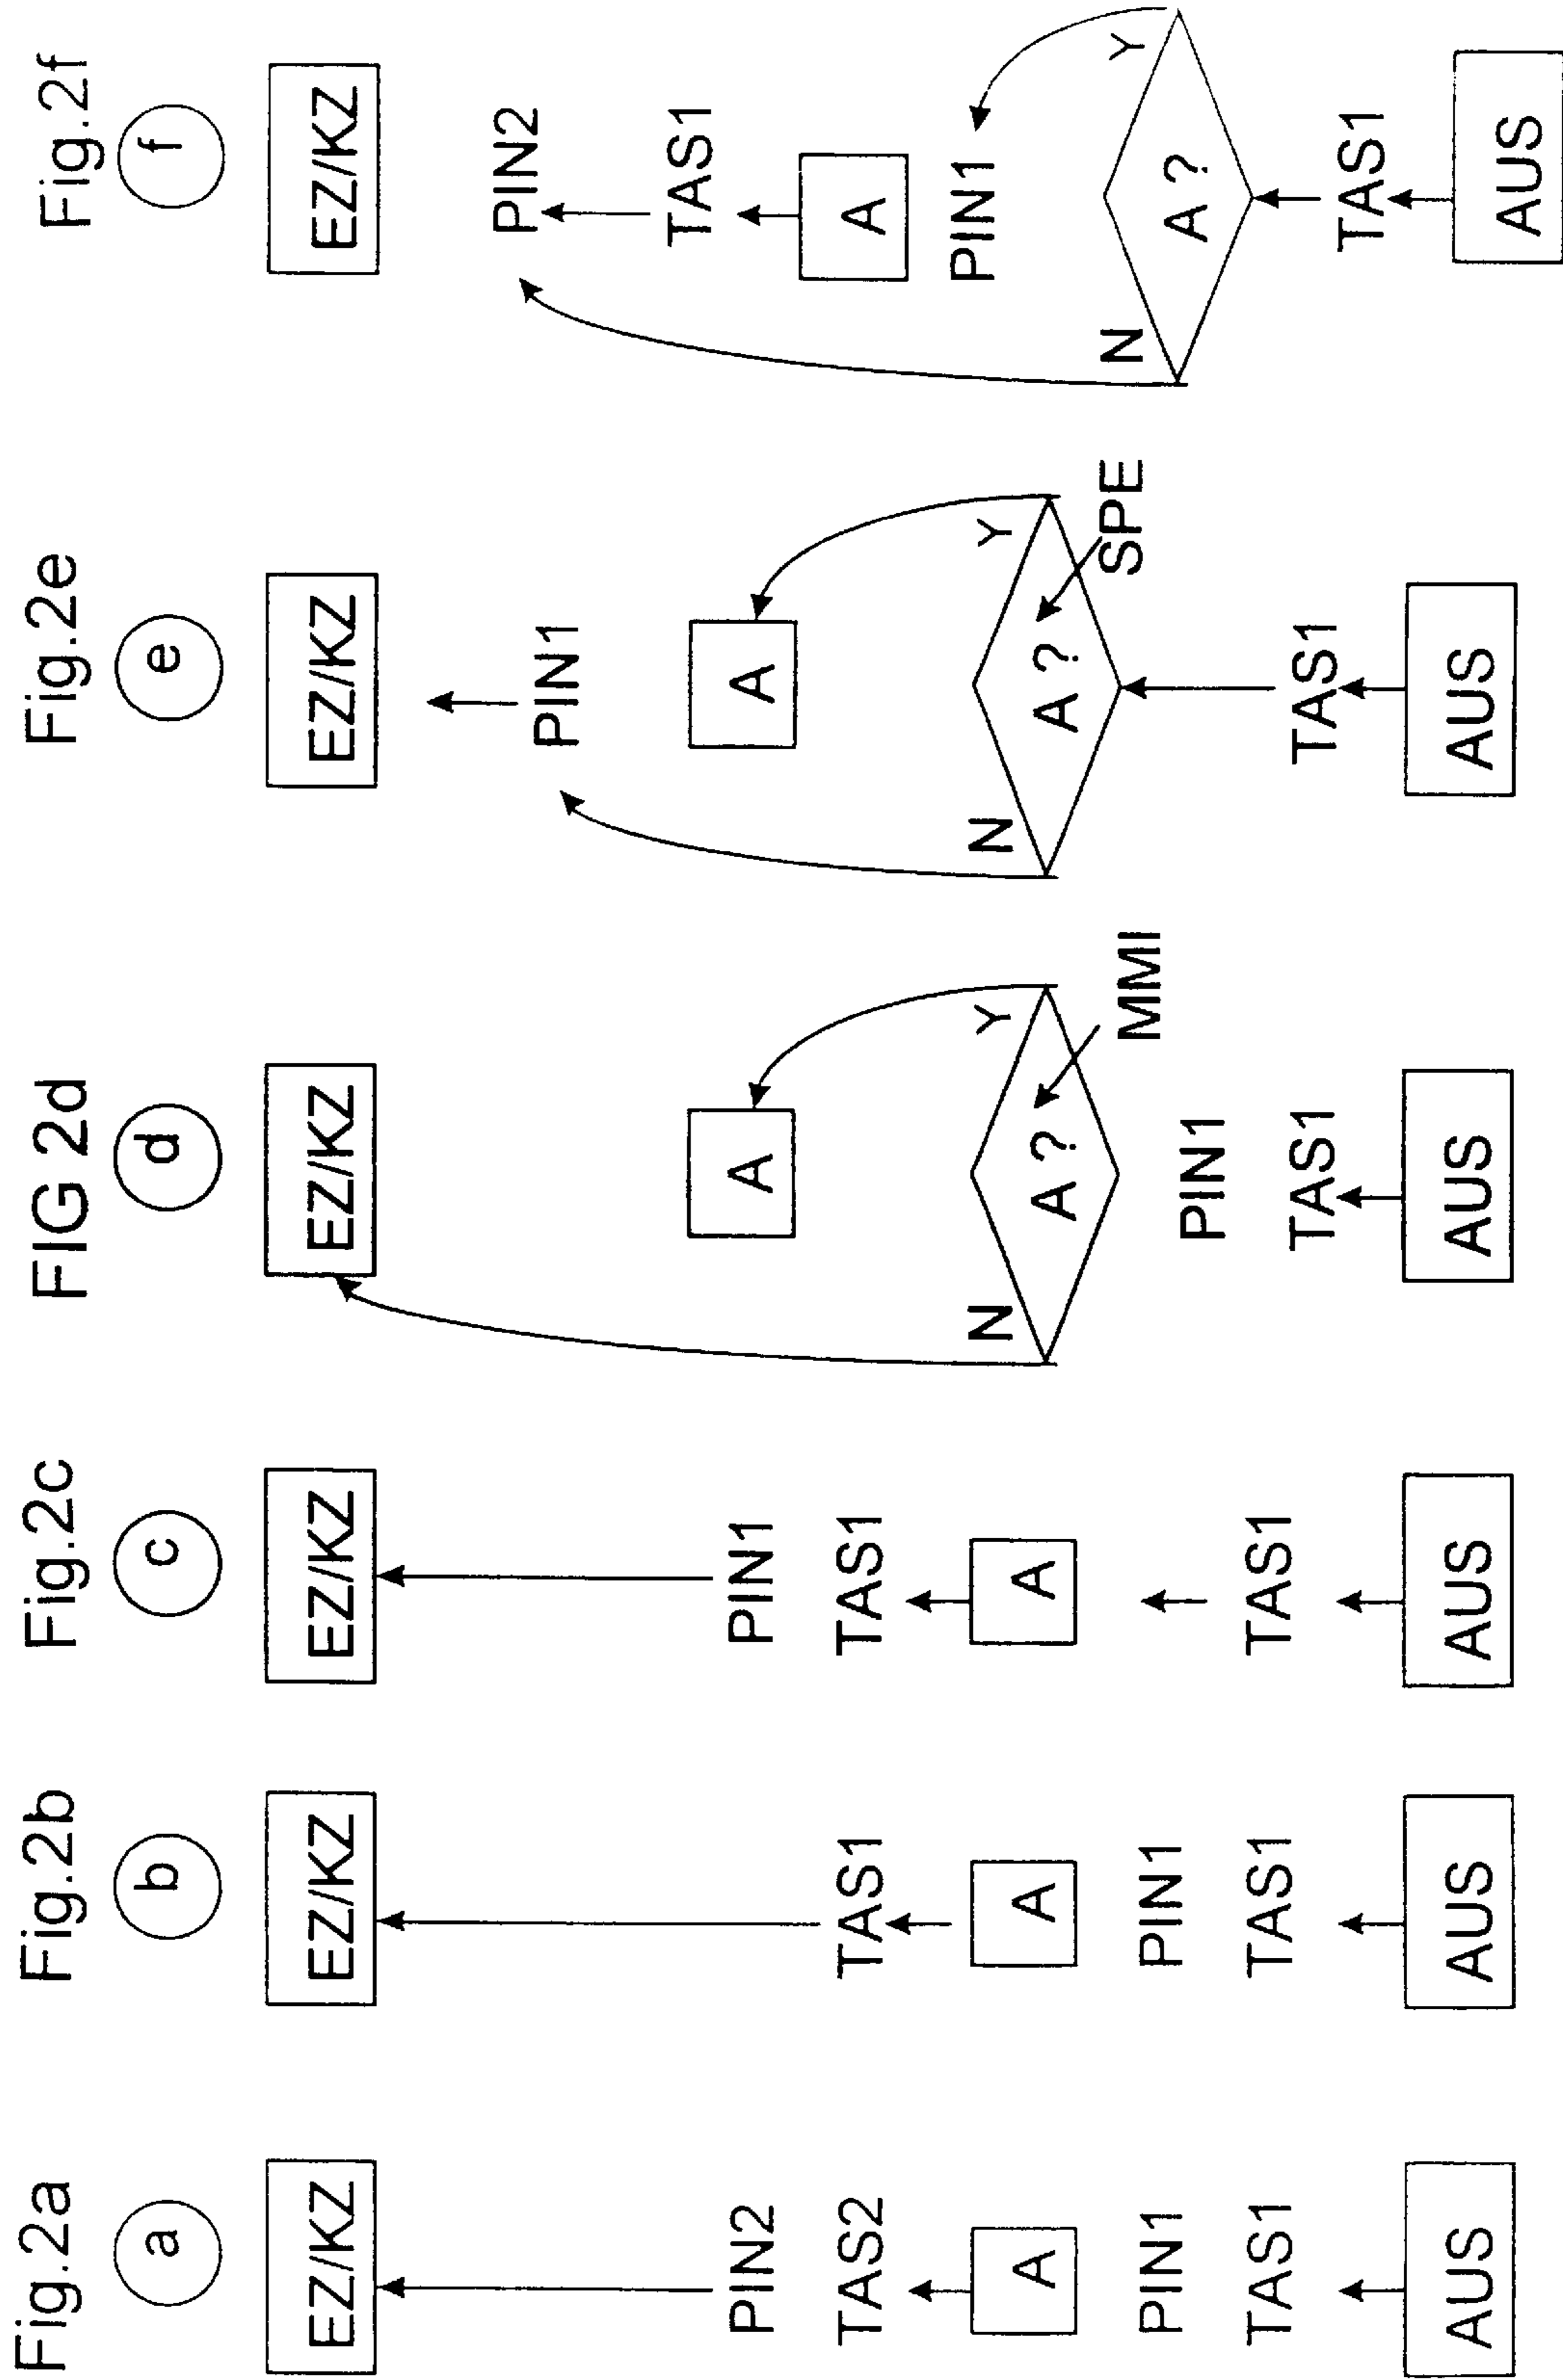 Fig.2a
a
EZ/KZ
PIN2
TAS2
A
PIN1
TAS1
AUS
Fig.2b
b
EZ/KZ
TAS1
A
PIN1
TAS1
AUS
Fig.2c
c
EZ/KZ
PIN1
TAS1
A
TAS1
AUS
FIG 2d
d
EZ/KZ
A
N
Y
A ?
MMI
PIN1
TAS1
AUS
Fig.2e
e
EZ/KZ
PIN1
A
N
Y
A ?
SPE
TAS1
AUS
Fig.2f
f
EZ/KZ
PIN2
TAS1
A
PIN1
N
Y
A ?
TAS1
AUS